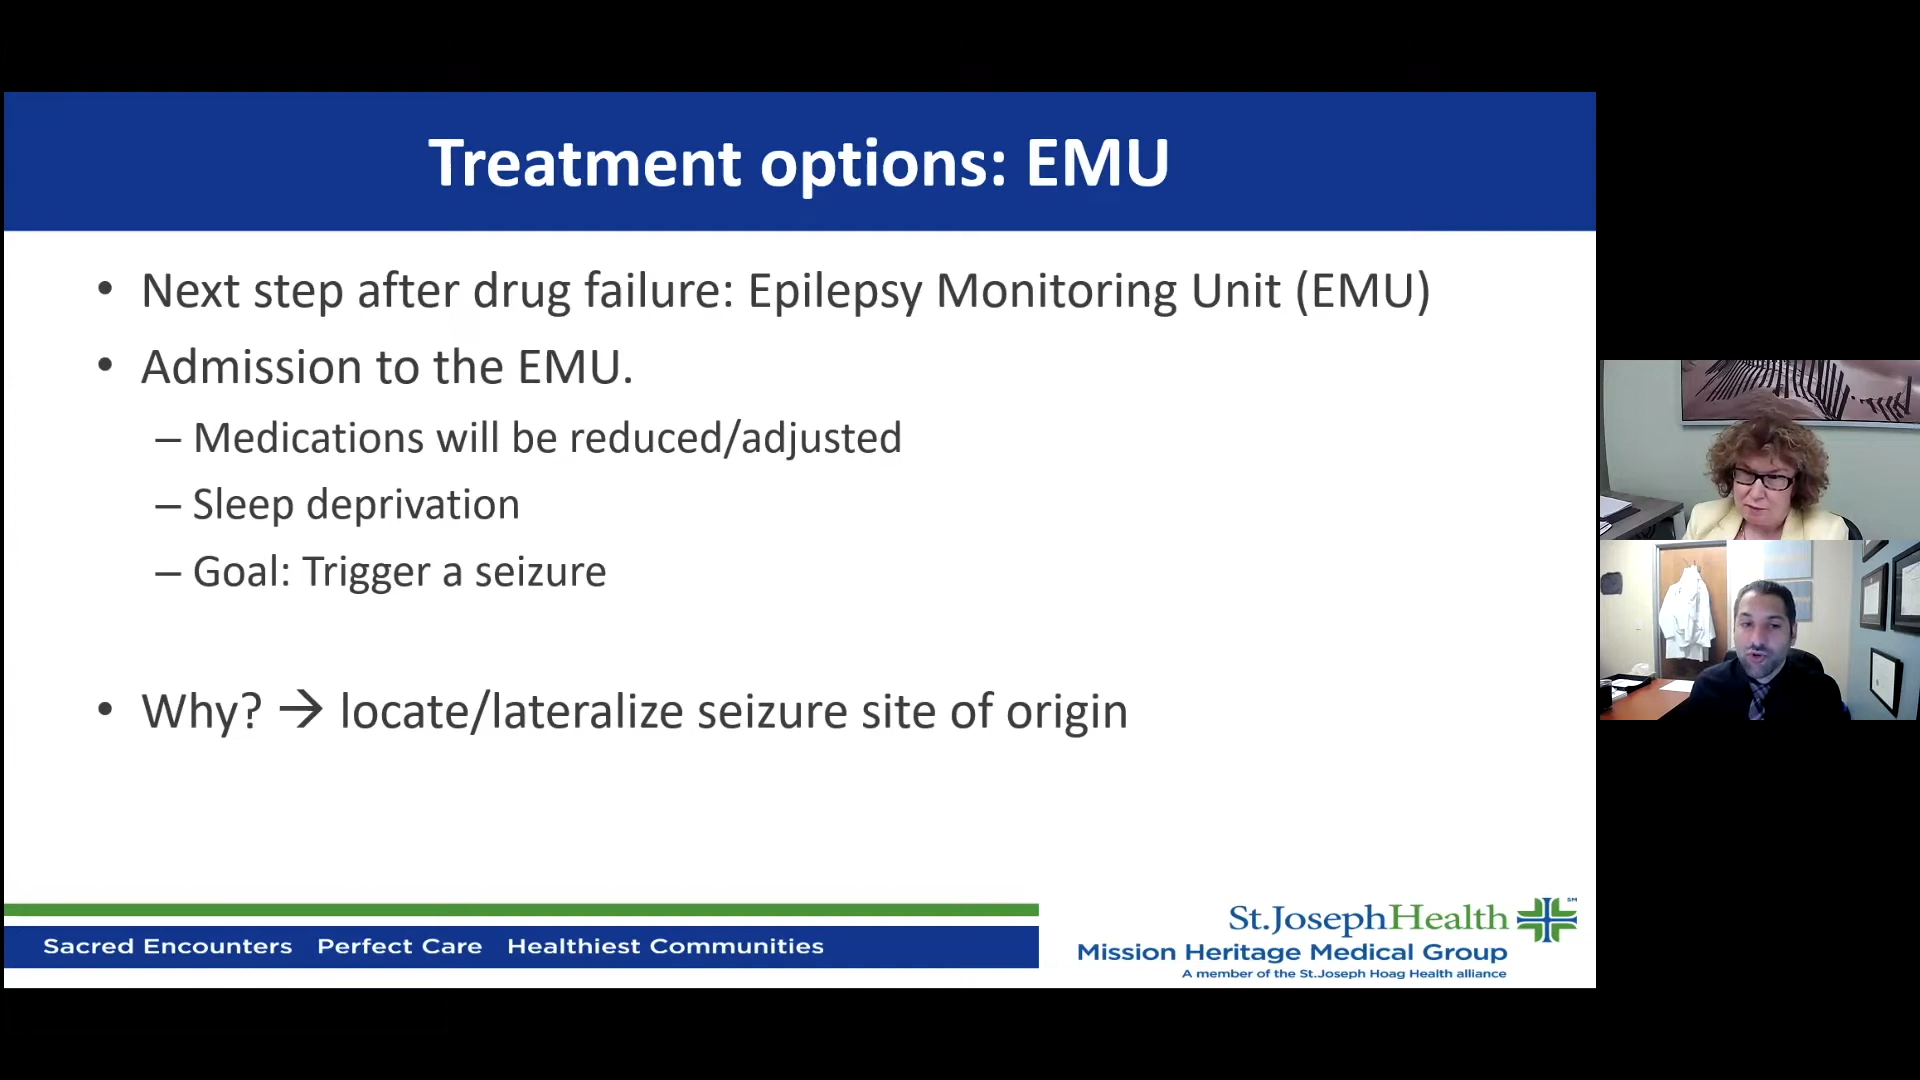 Treatment options: EMU
• Next step after drug failure: Epilepsy Monitoring Unit (EMU)
• Admission to the EMU.
– Medications will be reduced/adjusted
– Sleep deprivation
– Goal: Trigger a seizure
• Why? → locate/lateralize seizure site of origin
Sacred Encounters Perfect Care Healthiest Communities
St.JosephHealth SM
Mission Heritage Medical Group
A member of the St.Joseph Hoag Health alliance